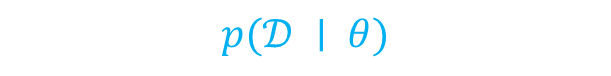 𝑝(𝒟 | 𝜃)